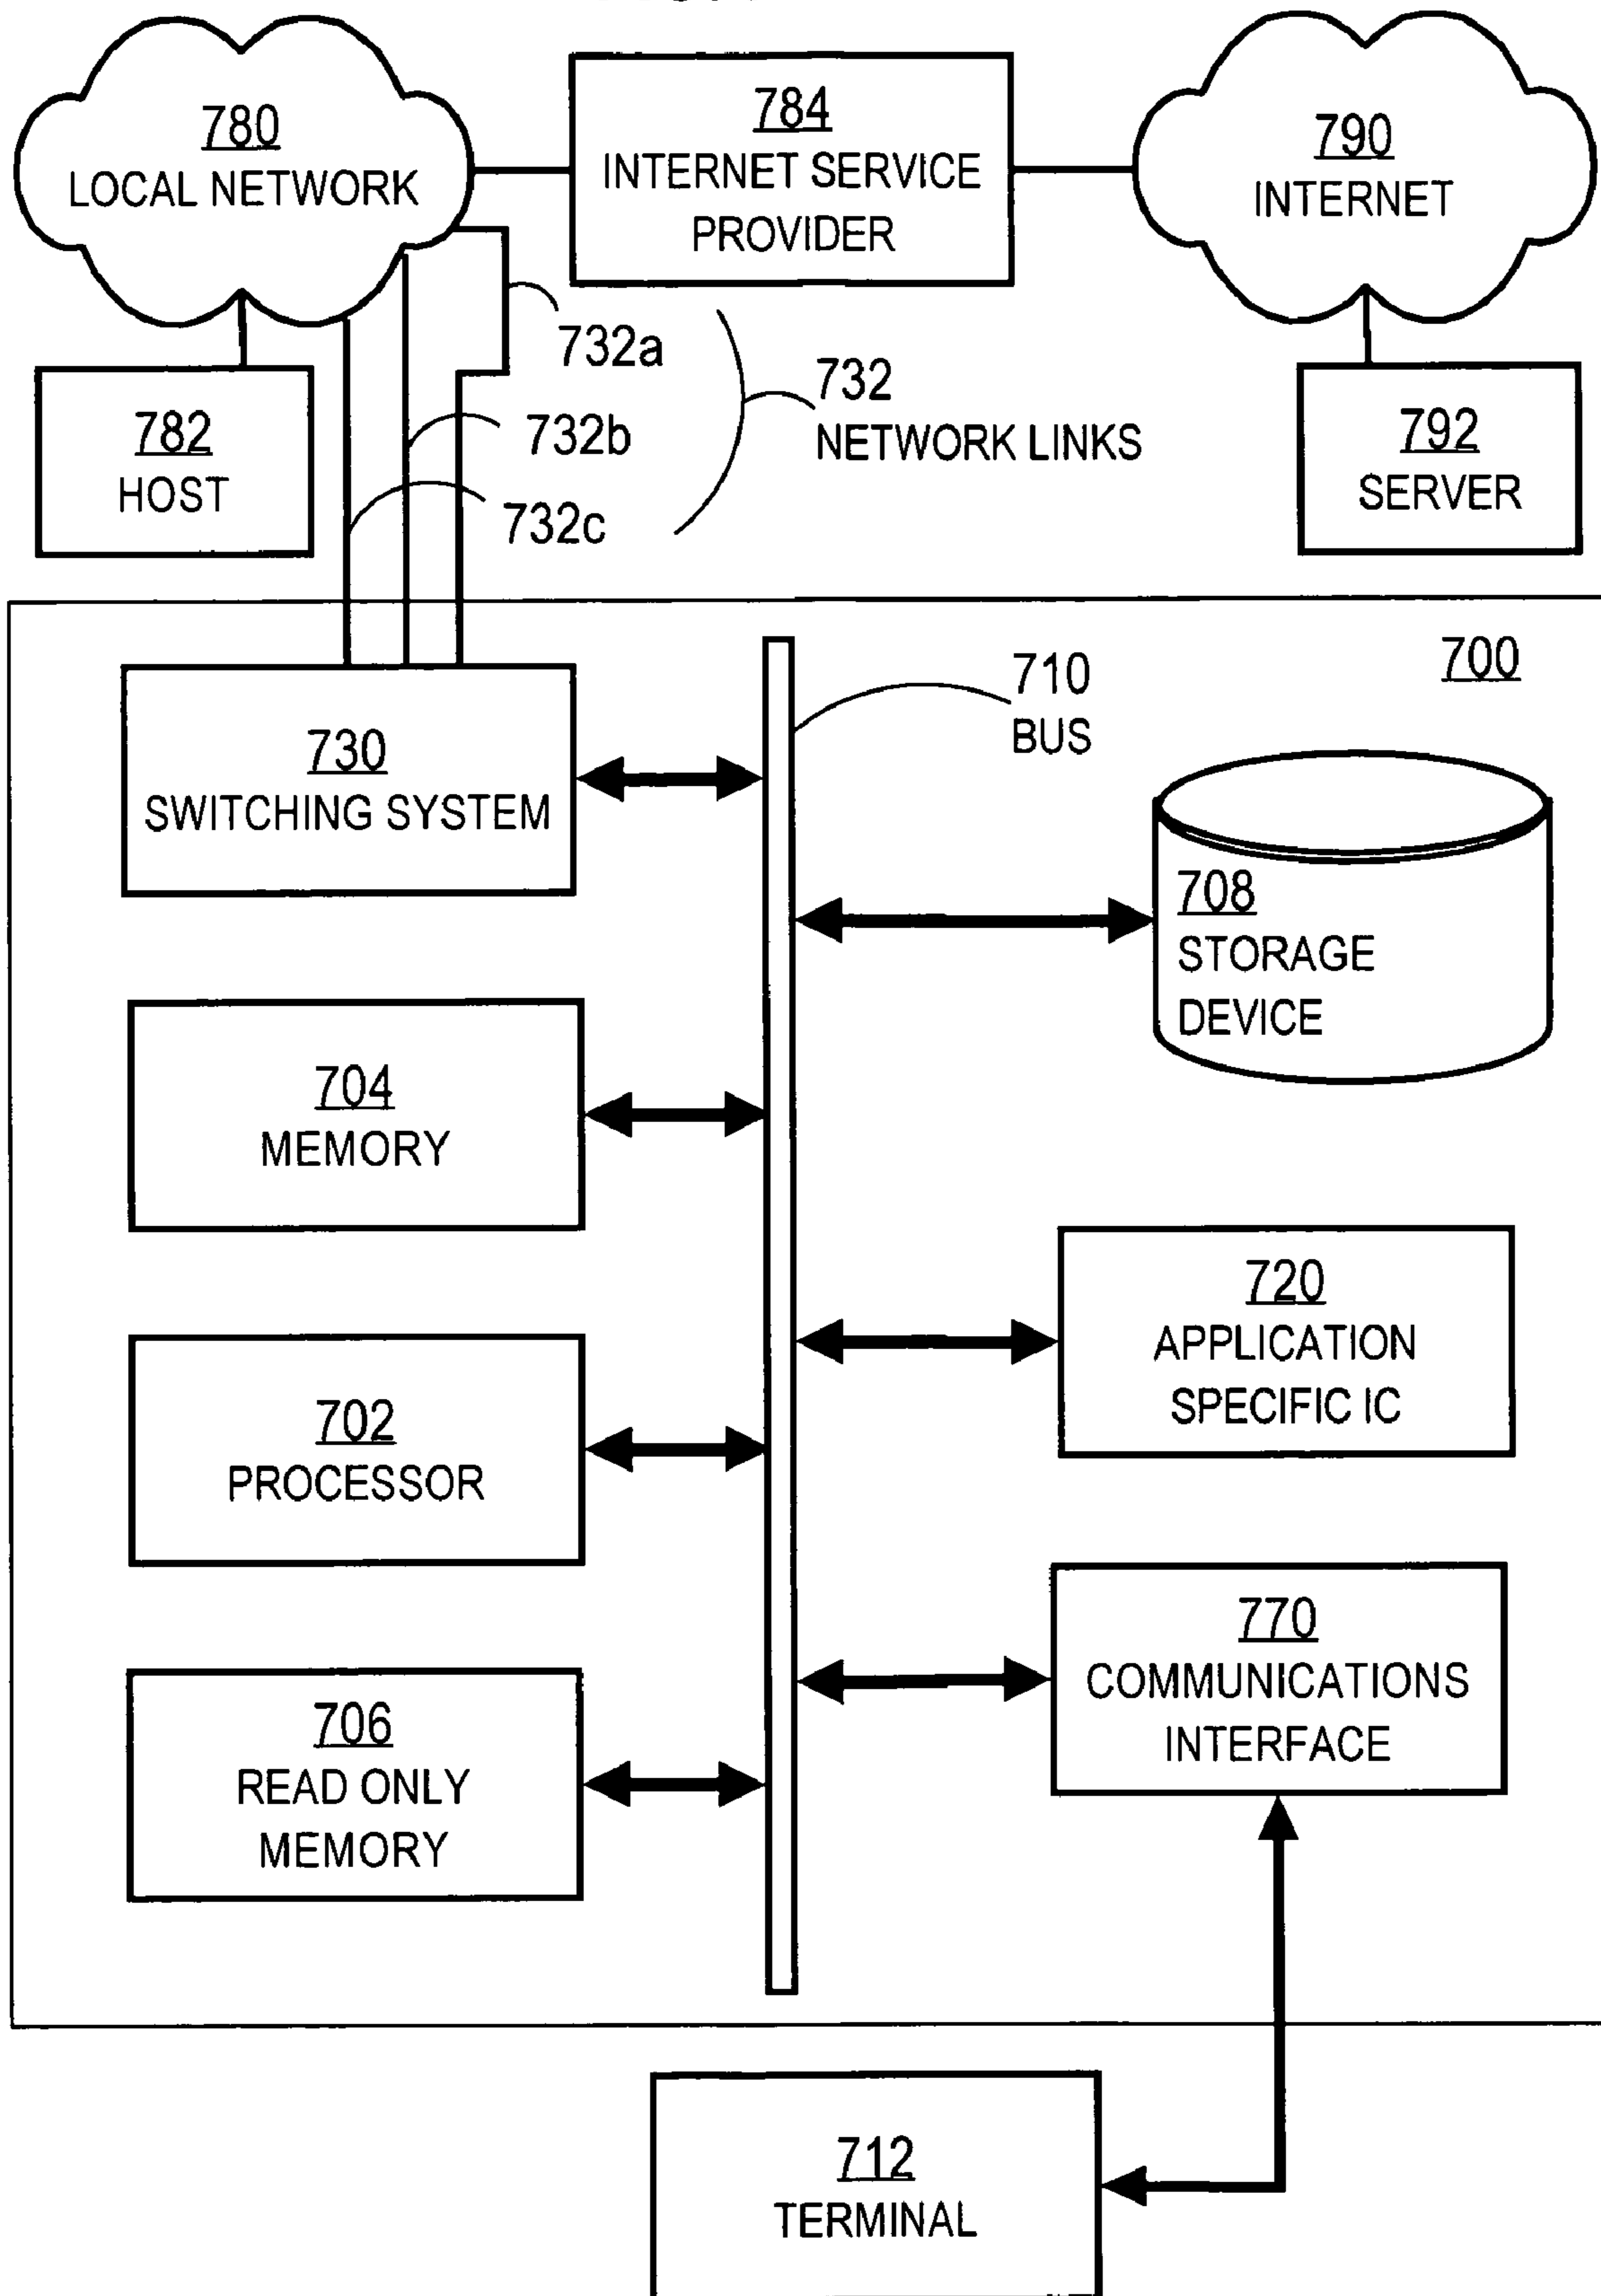 780
LOCAL NETWORK
784
INTERNET SERVICE
PROVIDER
790
INTERNET
732a
732b
732c
732
NETWORK LINKS
782
HOST
792
SERVER
700
710
BUS
730
SWITCHING SYSTEM
708
STORAGE
DEVICE
704
MEMORY
720
APPLICATION
SPECIFIC IC
702
PROCESSOR
770
COMMUNICATIONS
INTERFACE
706
READ ONLY
MEMORY
712
TERMINAL